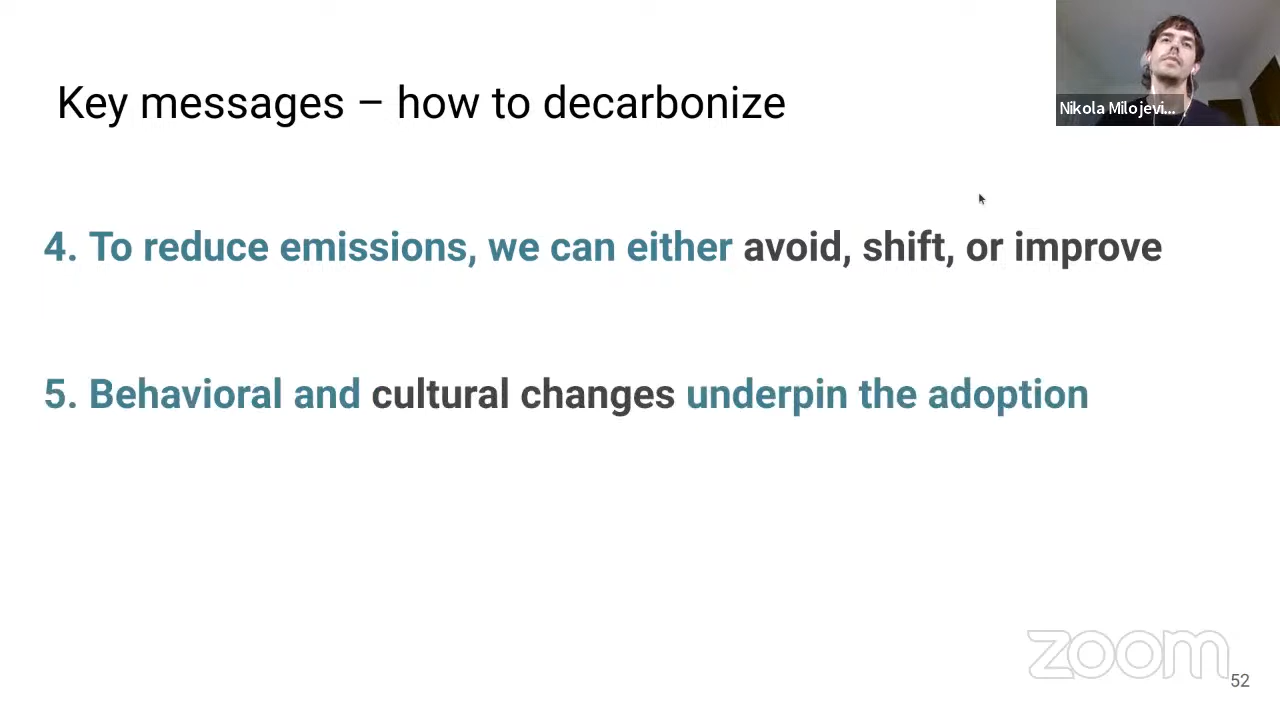 Key messages – how to decarbonize
Nikola Milojevi...
4. To reduce emissions, we can either avoid, shift, or improve
5. Behavioral and cultural changes underpin the adoption
zoom
52